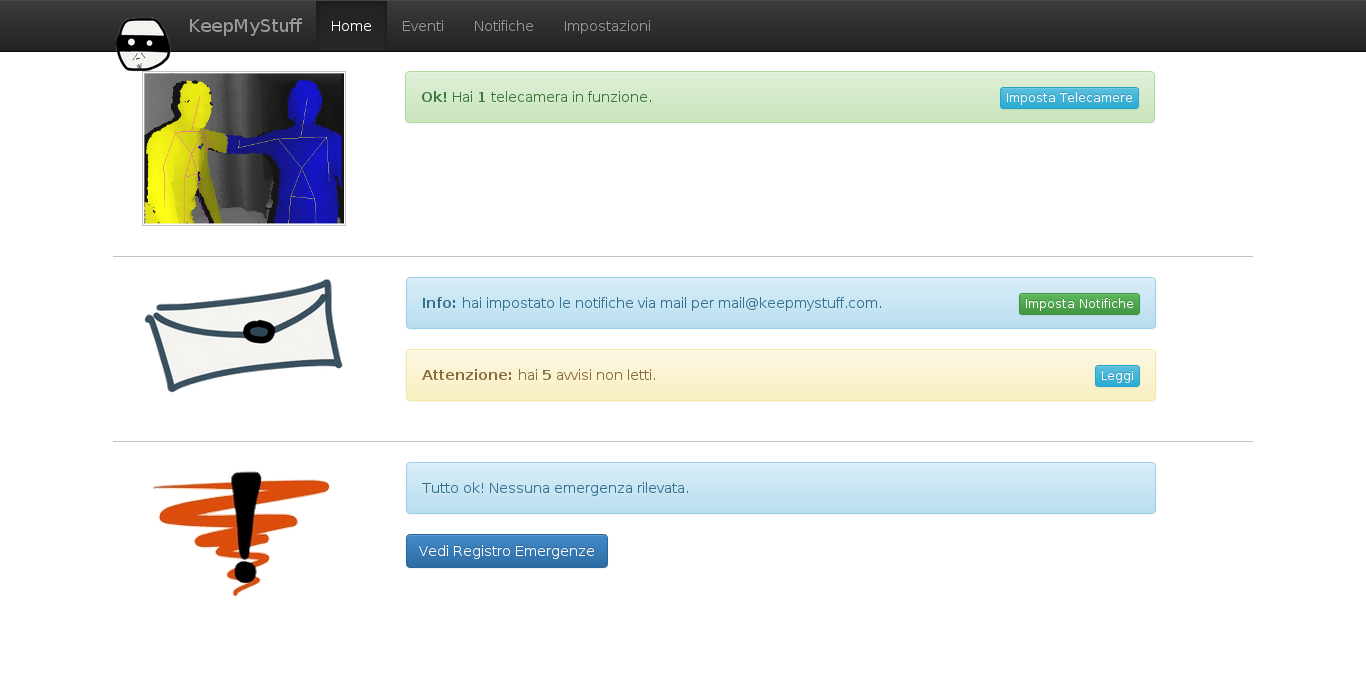 KeepMyStuff Home Eventi Notifiche Impostazioni
Ok! Hai 1 telecamera in funzione. Imposta Telecamere
Info: hai impostato le notifiche via mail per mail@keepmystuff.com. Imposta Notifiche
Attenzione: hai 5 avvisi non letti. Leggi
Tutto ok! Nessuna emergenza rilevata.
Vedi Registro Emergenze